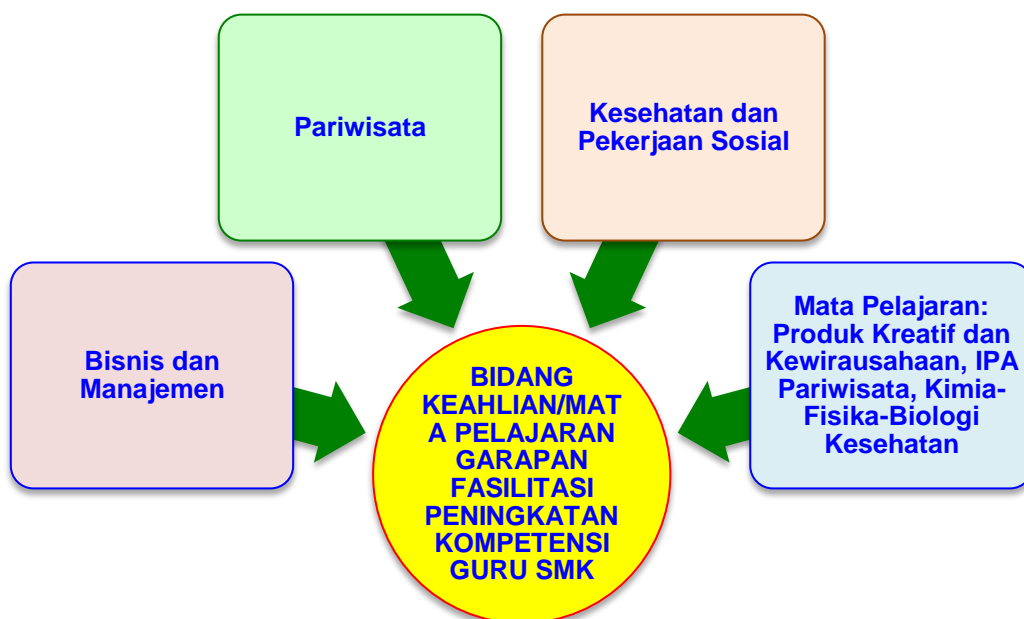 Pariwisata
Kesehatan dan
Pekerjaan Sosial
Bisnis dan
Manajemen
Mata Pelajaran:
Produk Kreatif dan
Kewirausahaan, IPA
Pariwisata, Kimia-
Fisika-Biologi
Kesehatan
BIDANG
KEAHLIAN/MAT
A PELAJARAN
GARAPAN
FASILITASI
PENINGKATAN
KOMPETENSI
GURU SMK